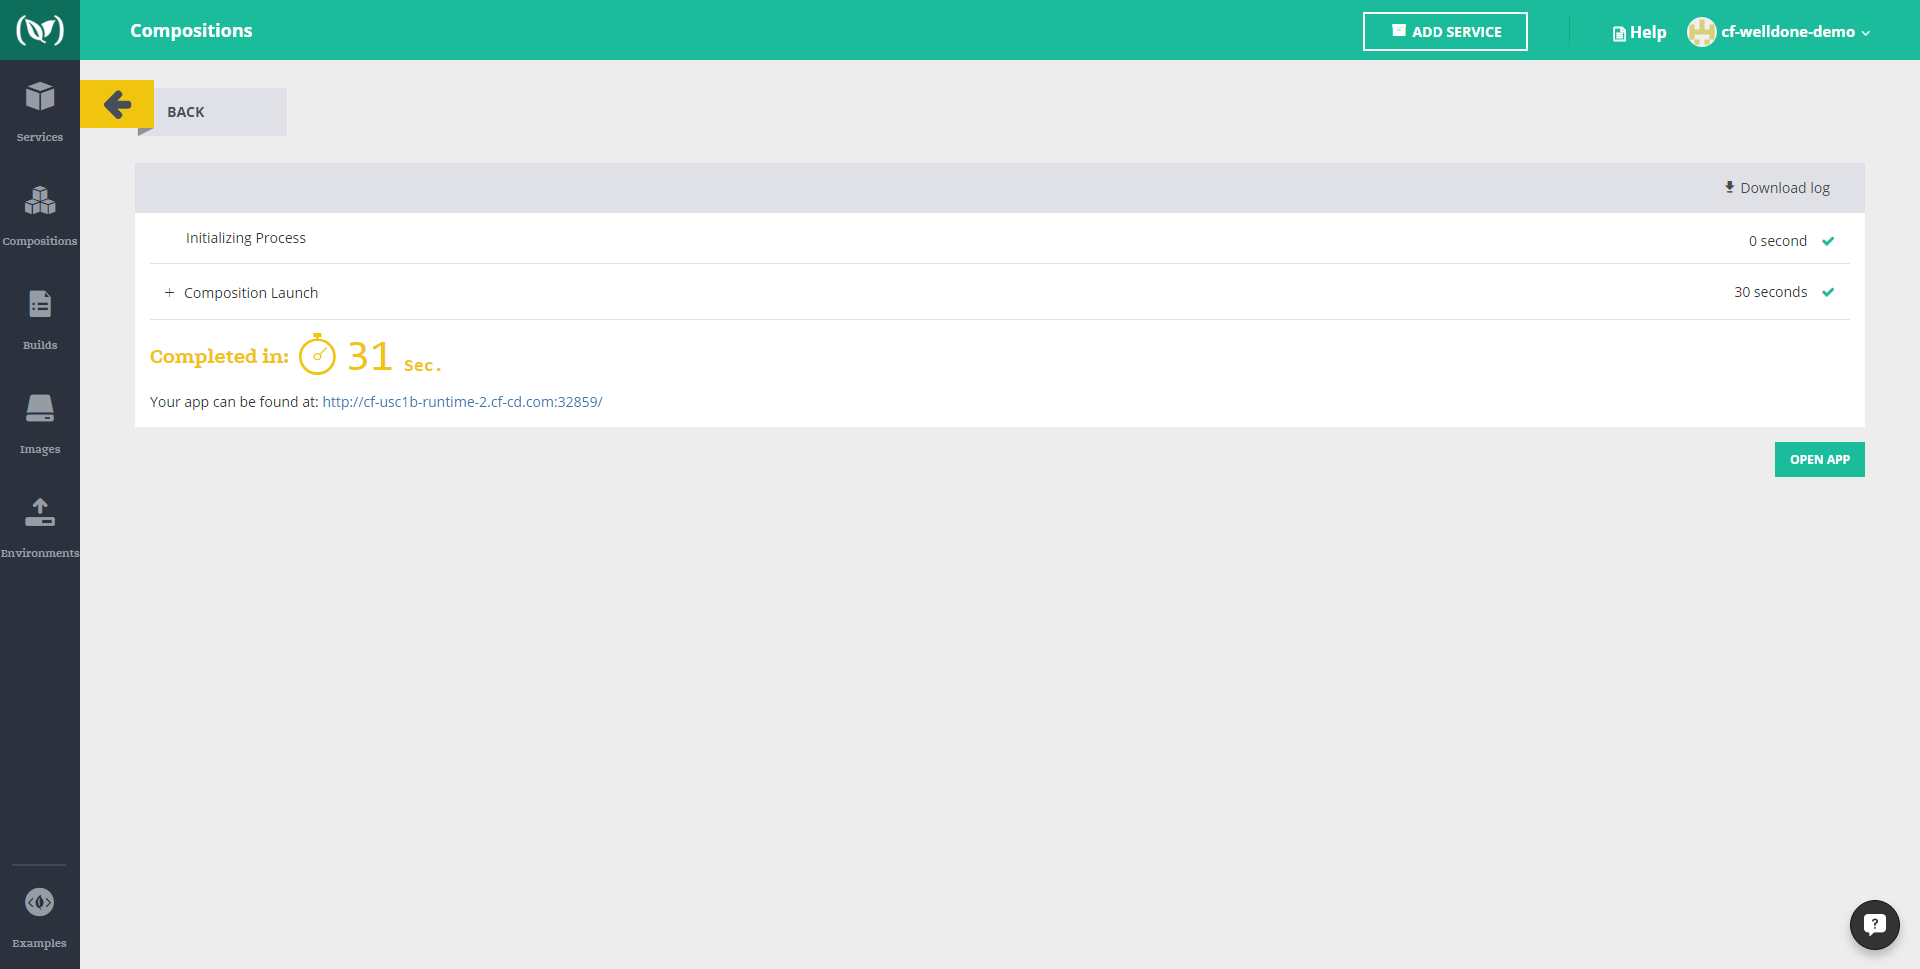 Compositions
ADD SERVICE
Help
cf-welldone-demo
Services
Compositions
Builds
Images
Environments
Examples
BACK
Download log
Initializing Process
0 second
+ Composition Launch
30 seconds
Completed in: 31 Sec.
Your app can be found at: http://cf-usc1b-runtime-2.cf-cd.com:32859/
OPEN APP
?